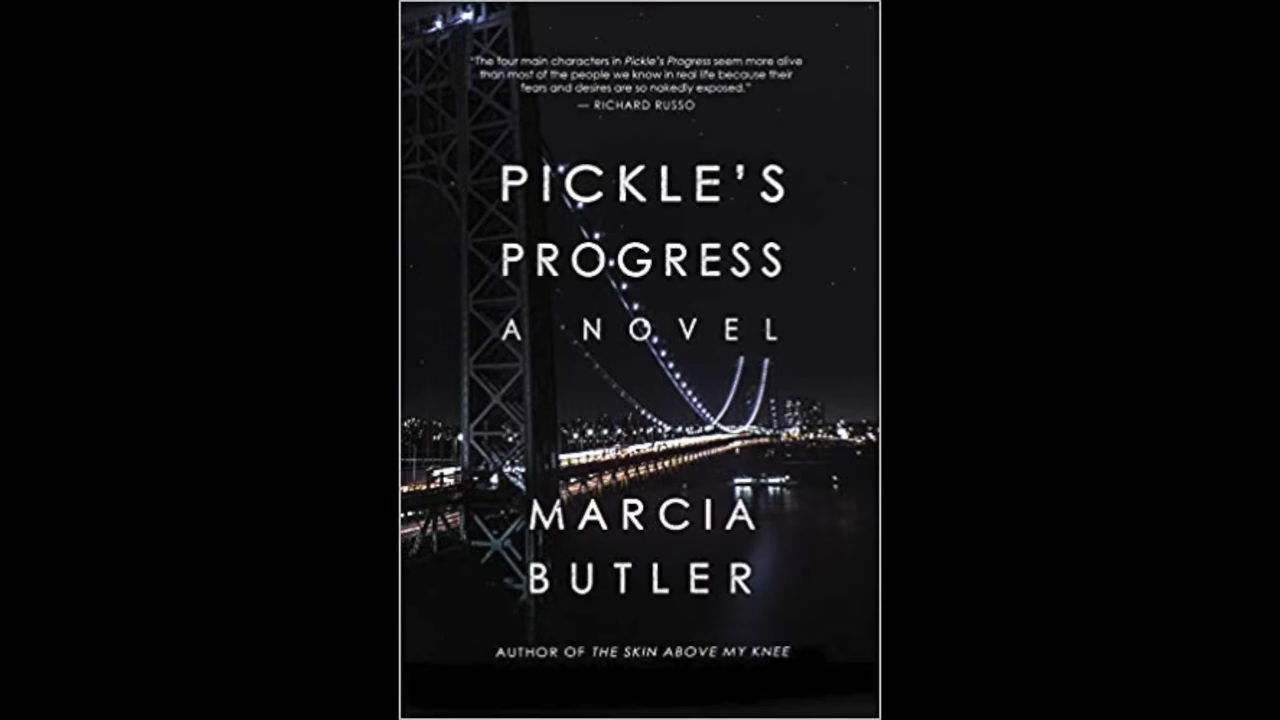 "The four main characters in Pickle's Progress seem more alive
than most of the people we know in real life because their
fears and desires are so nakedly exposed."
— RICHARD RUSSO
PICKLE'S
PROGRESS
A NOVEL
MARCIA
BUTLER
AUTHOR OF THE SKIN ABOVE MY KNEE